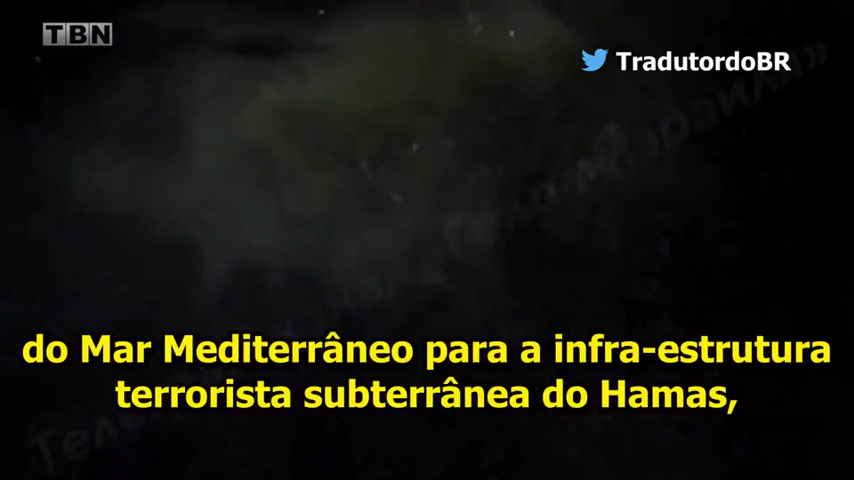 TBN
TradutordoBR
do Mar Mediterrâneo para a infra-estrutura
terrorista subterrânea do Hamas,